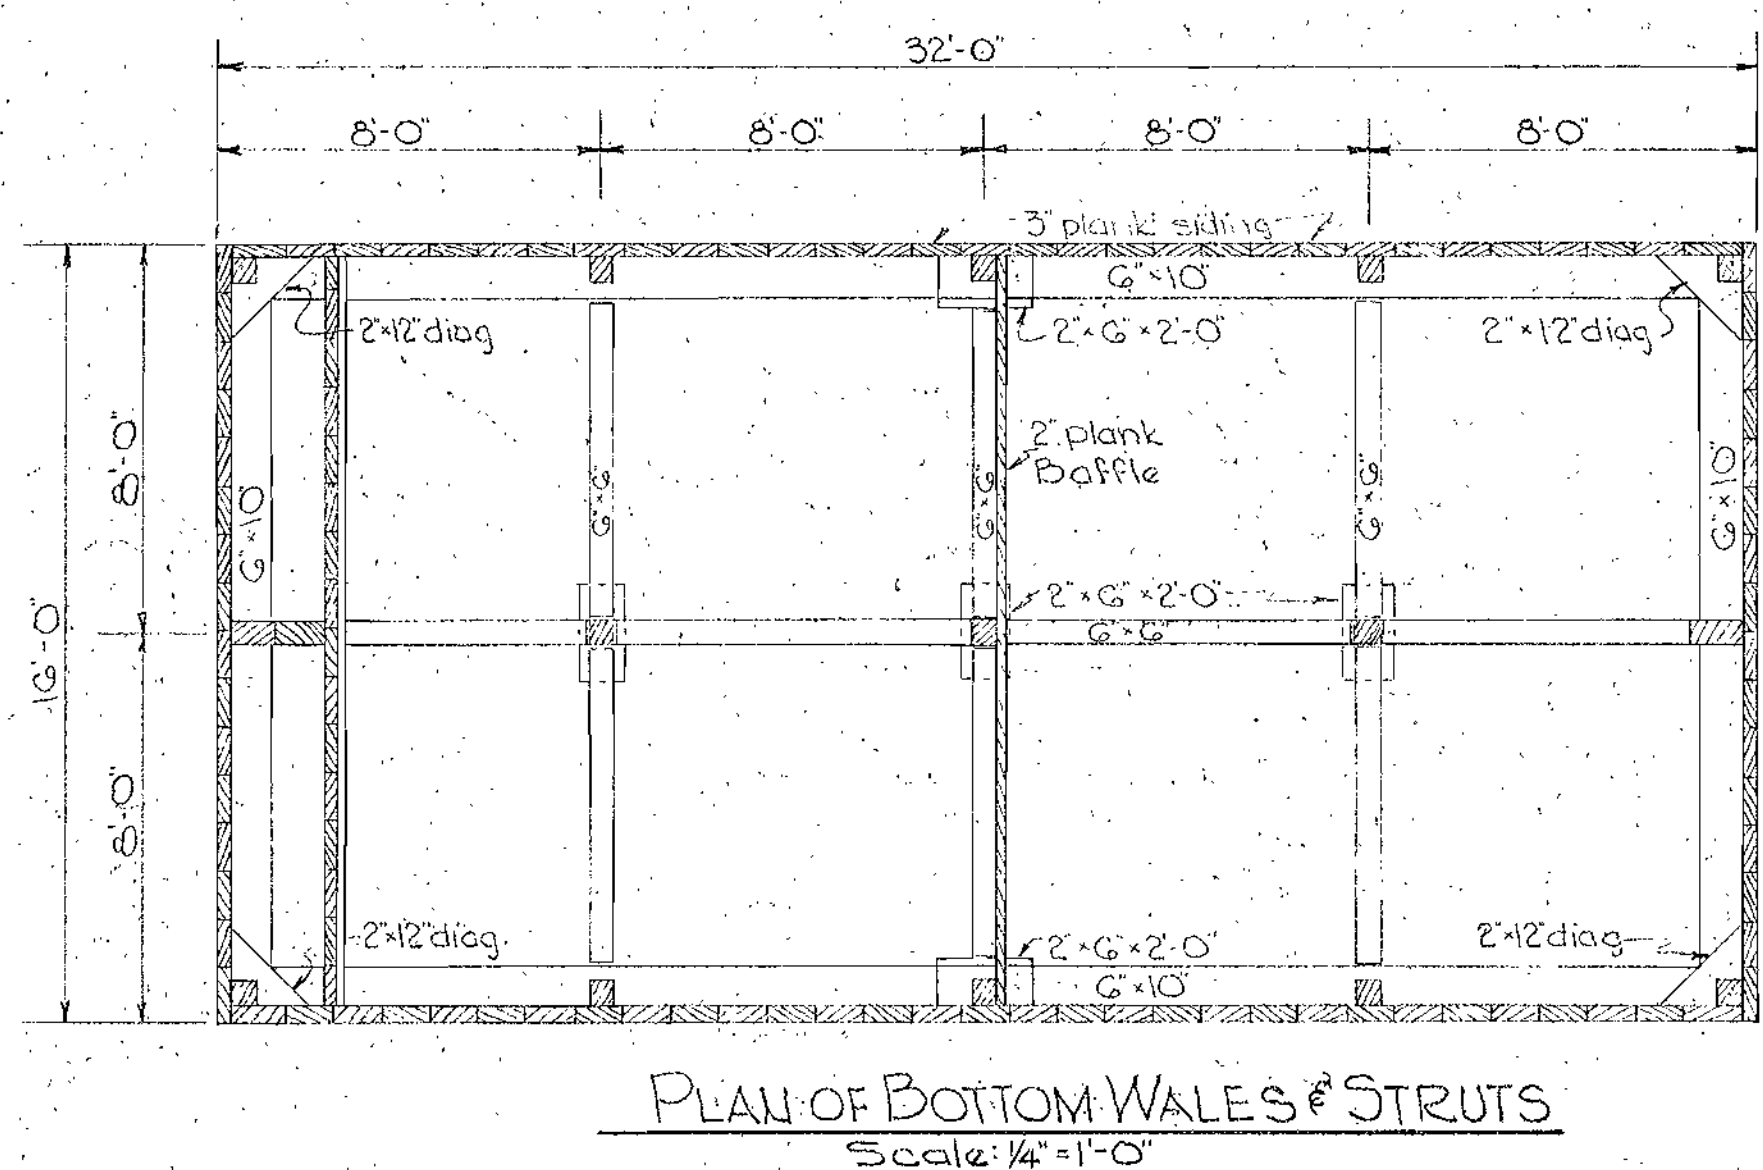 32'-0"
8'-0" 8'-0" 8'-0" 8'-0"
3" plank siding
6"×10"
2"×12" diag
2"×6"×2'-0"
2"×12" diag
8'-0"
2" plank
Baffle
6"×10"
6"×6"
6"×6"
6"×6"
6"×10"
2"×6"×2'-0"
6"×6"
16'-0"
8'-0"
2"×12" diag.
2"×6"×2'-0"
2"×12" diag
6"×10"
PLAN OF BOTTOM WALES & STRUTS
Scale: 1/4" = 1'-0"